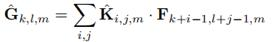 Ĝ_{k,l,m} = ∑_{i,j} K̂_{i,j,m} · F_{k+i−1,l+j−1,m}